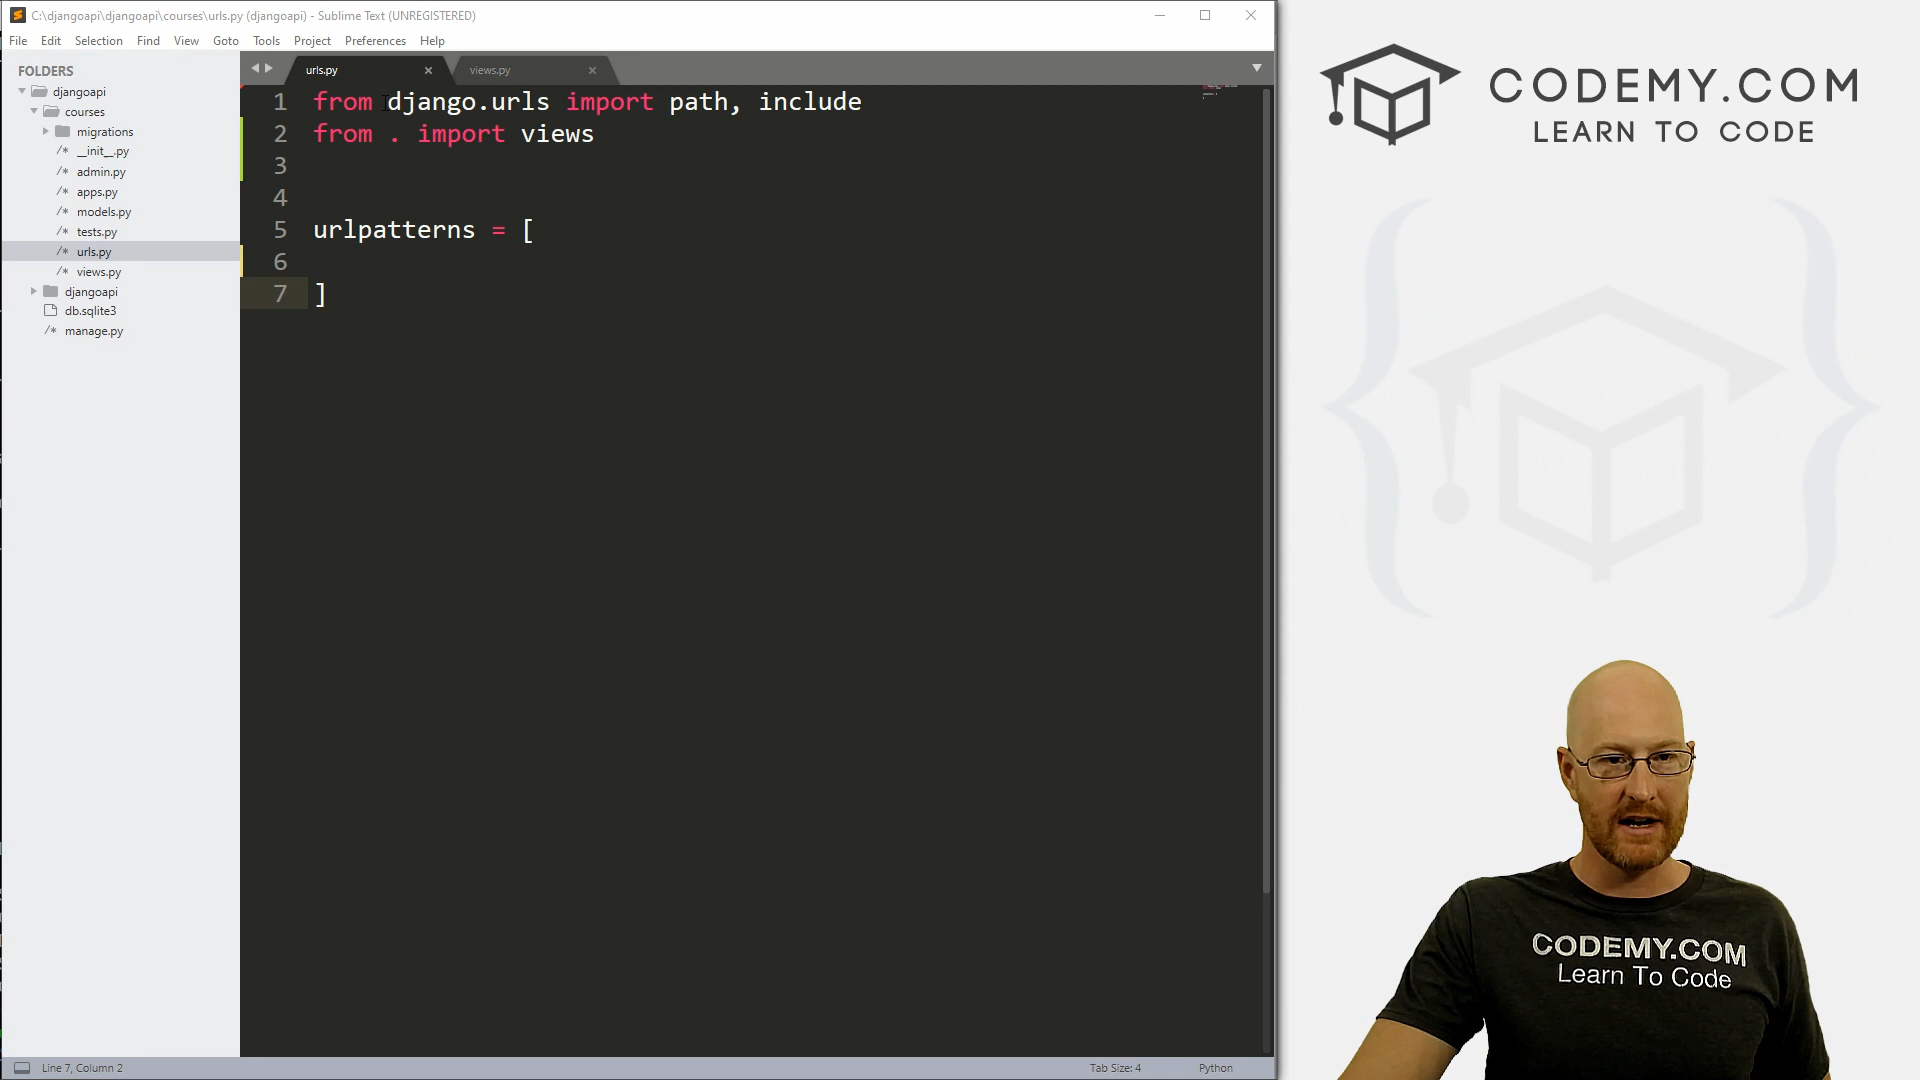 C:\djangoapi\djangoapi\courses\urls.py (djangoapi) - Sublime Text (UNREGISTERED)
File Edit Selection Find View Goto Tools Project Preferences Help
FOLDERS
djangoapi
courses
migrations
/* __init__.py
/* admin.py
/* apps.py
/* models.py
/* tests.py
/* urls.py
/* views.py
djangoapi
db.sqlite3
/* manage.py
urls.py views.py
1 from django.urls import path, include
2 from . import views
3
4
5 urlpatterns = [
6
7 ]
Line 7, Column 2
Tab Size: 4
Python
CODEMY.COM
LEARN TO CODE
CODEMY.COM
Learn To Code